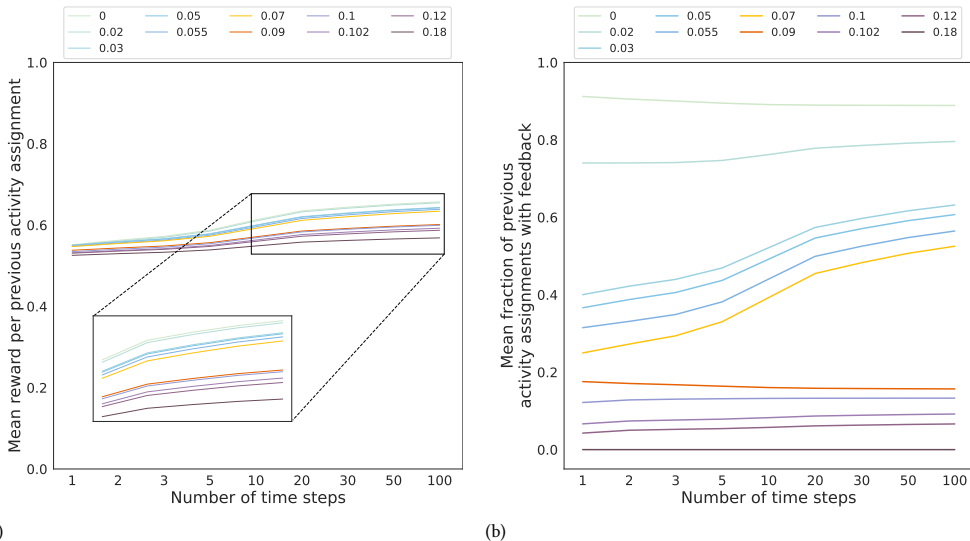 0 0.05 0.07 0.1 0.12
0.02 0.055 0.09 0.102 0.18
0.03
Mean reward per previous activity assignment
1.0
0.8
0.6
0.4
0.2
0.0
1 2 3 5 10 20 30 50 100
Number of time steps
)
0 0.05 0.07 0.1 0.12
0.02 0.055 0.09 0.102 0.18
0.03
Mean fraction of previous
activity assignments with feedback
1.0
0.8
0.6
0.4
0.2
0.0
1 2 3 5 10 20 30 50 100
Number of time steps
(b)